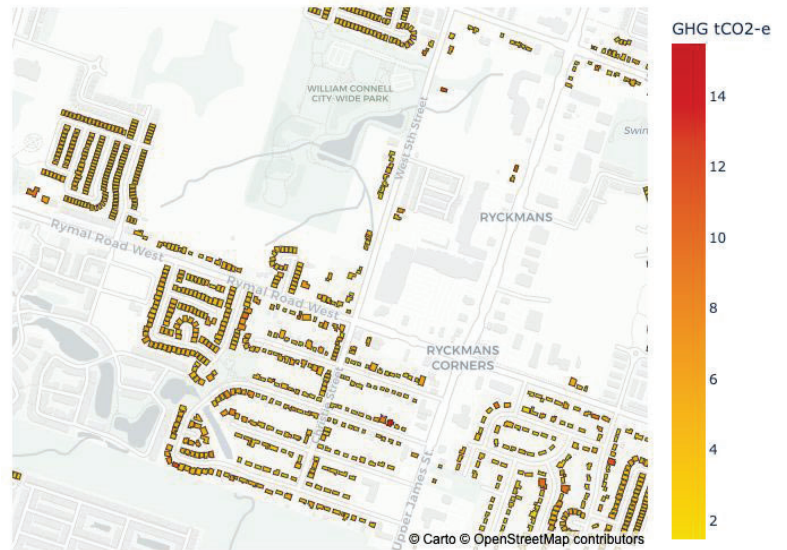 GHG tCO2-e
14
12
10
8
6
4
2
WILLIAM CONNELL
CITY-WIDE PARK
West 5th Street
RYCKMANS
Rymal Road West
Rymal Road West
RYCKMANS
CORNERS
Upper James St.
© Carto © OpenStreetMap contributors